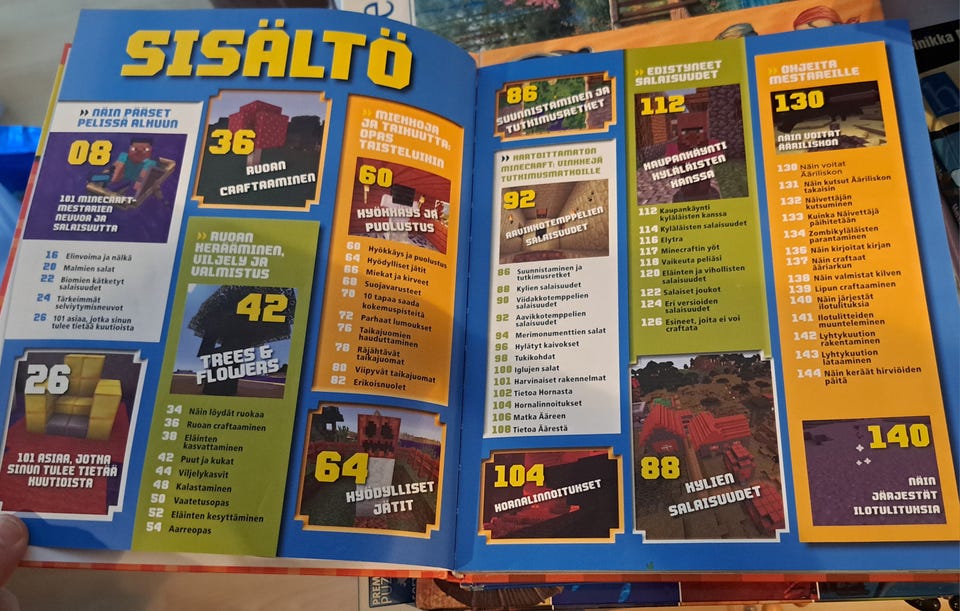 SISÄLTÖ
» NÄIN PÄÄSET
PELISSÄ ALKUUN
08
101 MINECRAFT-
MESTARIEN
NEUVOA JA
SALAISUUTTA
16 Elinvoima ja nälkä
20 Malmien salat
22 Biomien kätketyt
salaisuudet
24 Tärkeimmät
selviytymisneuvot
26 101 asiaa, jotka sinun
tulee tietää kuutioista
26
101 ASIAA, JOTKA
SINUN TULEE TIETÄÄ
KUUTIOISTA
36
RUOAN
CRAFTAAMINEN
» RUOAN
KERÄÄMINEN,
VILJELY JA
VALMISTUS
42
TREES &
FLOWERS
34 Näin löydät ruokaa
36 Ruoan craftaaminen
38 Eläinten
kasvattaminen
42 Puut ja kukat
44 Viljelykasvit
48 Kalastaminen
50 Vaatetusopas
52 Eläinten kesyttäminen
54 Aarreopas
» MIEKKOJA
JA TAIKUUTTA:
OPAS
TAISTELUIHIN
60
HYÖKKÄYS JA
PUOLUSTUS
60 Hyökkäys ja puolustus
64 Hyödylliset jätit
66 Miekat ja kirveet
68 Suojavarusteet
70 10 tapaa saada
kokemuspisteitä
72 Parhaat lumoukset
76 Taikajuomien
hauduttaminen
78 Räjähtävät
taikajuomat
80 Viipyvät taikajuomat
82 Erikoisnuolet
64
HYÖDYLLISET
JÄTIT
86
SUUNNISTAMINEN JA
TUTKIMUSRETKET
» KARTOITTAMATON
MINECRAFT: VINKKEJÄ
TUTKIMUSMATKOILLE
92
AAVIKKOTEMPPELIEN
SALAISUUDET
86 Suunnistaminen ja
tutkimusretket
88 Kylien salaisuudet
90 Viidakkotemppelien
salaisuudet
92 Aavikkotemppelien
salaisuudet
94 Merimonumenttien salat
96 Hylätyt kaivokset
98 Tukikohdat
100 Iglujen salat
101 Harvinaiset rakennelmat
102 Tietoa Hornasta
104 Hornalinnoitukset
106 Matka Ääreen
108 Tietoa Äärestä
104
HORNALINNOITUKSET
» EDISTYNEET
SALAISUUDET
112
KAUPANKÄYNTI
KYLÄLÄISTEN
KANSSA
112 Kaupankäynti
kyläläisten kanssa
114 Kyläläisten salaisuudet
116 Elytra
117 Minecraftin yöt
118 Vaikeuta peliäsi
120 Eläinten ja vihollisten
salaisuudet
122 Salaiset joukot
124 Eri versioiden
salaisuudet
126 Esineet, joita ei voi
craftata
88
KYLIEN
SALAISUUDET
» OHJEITA
MESTAREILLE
130
NÄIN VOITAT
ÄÄRILISKON
130 Näin voitat
Ääriliskon
131 Näin kutsut Ääriliskon
takaisin
132 Näivettäjän
kutsuminen
133 Kuinka Näivettäjä
päihitetään
134 Zombikyläläisten
parantaminen
136 Näin kirjoitat kirjan
137 Näin craftaat
ääriarkun
138 Näin valmistat kilven
139 Lipun craftaaminen
140 Näin järjestät
ilotulituksia
141 Ilotulitteiden
muunteleminen
142 Lyhtykuution
rakentaminen
143 Lyhtykuution
lataaminen
144 Näin keräät hirviöiden
päitä
140
NÄIN
JÄRJESTÄT
ILOTULITUKSIA